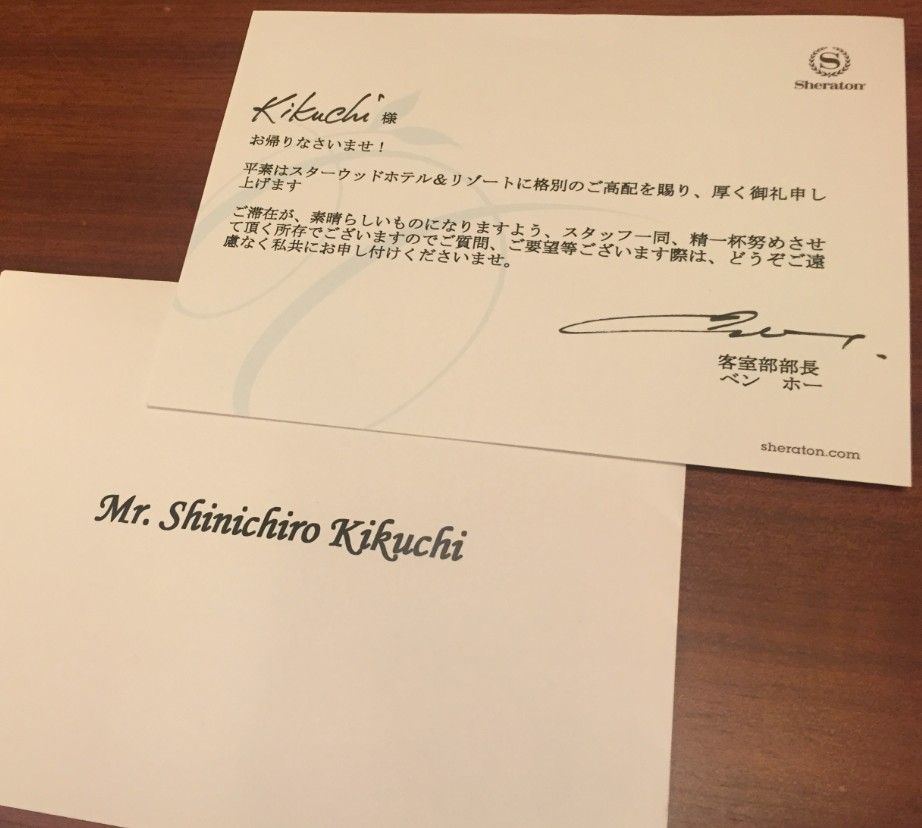 Sheraton
Kikuchi 様
お帰りなさいませ！
平素はスターウッドホテル&リゾートに格別のご高配を賜り、厚く御礼申し
上げます
ご滞在が、素晴らしいものになりますよう、スタッフ一同、精一杯努めさせ
て頂く所存でございますのでご質問、ご要望等ございます際は、どうぞご遠
慮なく私共にお申し付けくださいませ。
客室部部長
ベン　ホー
sheraton.com
Mr. Shinichiro Kikuchi